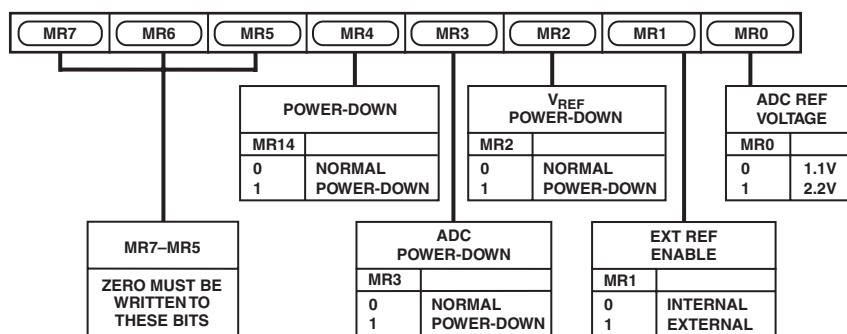 MR7 MR6 MR5 MR4 MR3 MR2 MR1 MR0
POWER-DOWN
MR14
0 NORMAL
1 POWER-DOWN
VREF
POWER-DOWN
MR2
0 NORMAL
1 POWER-DOWN
ADC REF
VOLTAGE
MR0
0 1.1V
1 2.2V
MR7–MR5
ZERO MUST BE
WRITTEN TO
THESE BITS
ADC
POWER-DOWN
MR3
0 NORMAL
1 POWER-DOWN
EXT REF
ENABLE
MR1
0 INTERNAL
1 EXTERNAL